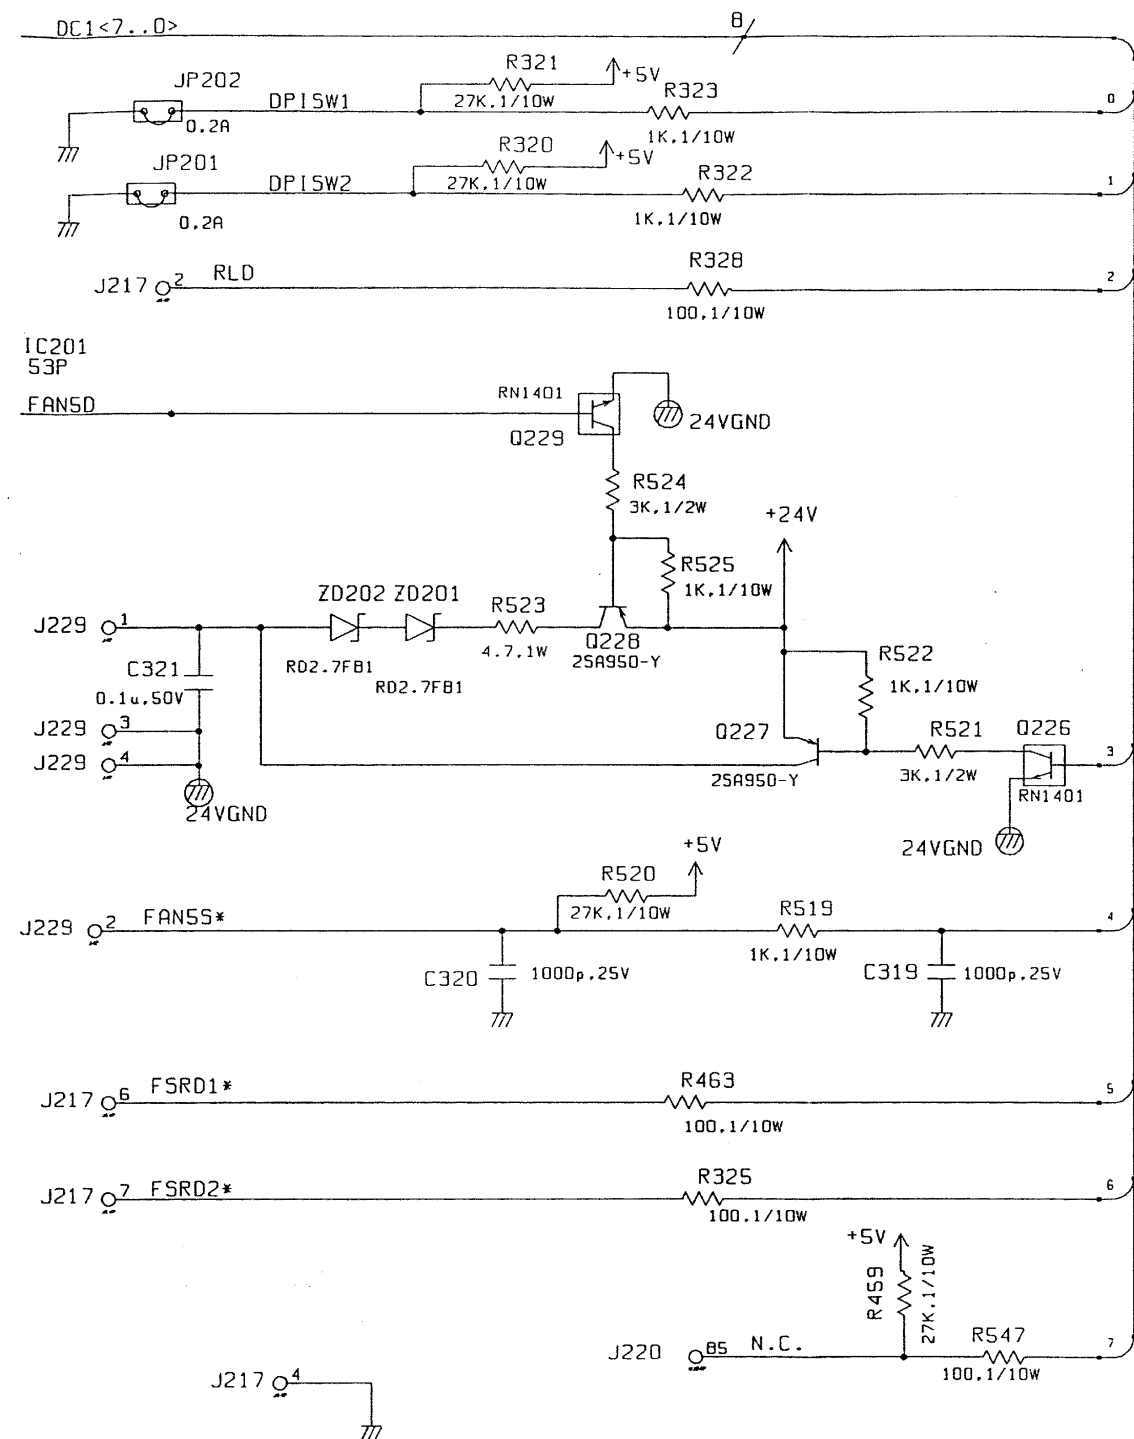 DC1<7..0>
8
JP202
DPISW1
0.2A
R321
27K,1/10W
+5V
R323
1K,1/10W
0
JP201
DPISW2
0.2A
R320
27K,1/10W
+5V
R322
1K,1/10W
1
J217 2 RLD
R328
100,1/10W
2
IC201
53P
FAN5D
RN1401
Q229
24VGND
R524
3K,1/2W
+24V
R525
1K,1/10W
J229 1
ZD202 ZD201
RD2.7FB1
RD2.7FB1
R523
4.7,1W
Q228
2SA950-Y
C321
0.1u,50V
R522
1K,1/10W
J229 3
J229 4
24VGND
Q227
2SA950-Y
R521
3K,1/2W
Q226
RN1401
3
24VGND
J229 2 FAN5S*
+5V
R520
27K,1/10W
R519
1K,1/10W
4
C320 1000p,25V
C319 1000p,25V
J217 6 FSRD1*
R463
100,1/10W
5
J217 7 FSRD2*
R325
100,1/10W
6
+5V
R459
27K,1/10W
J220 85 N.C.
R547
100,1/10W
7
J217 4